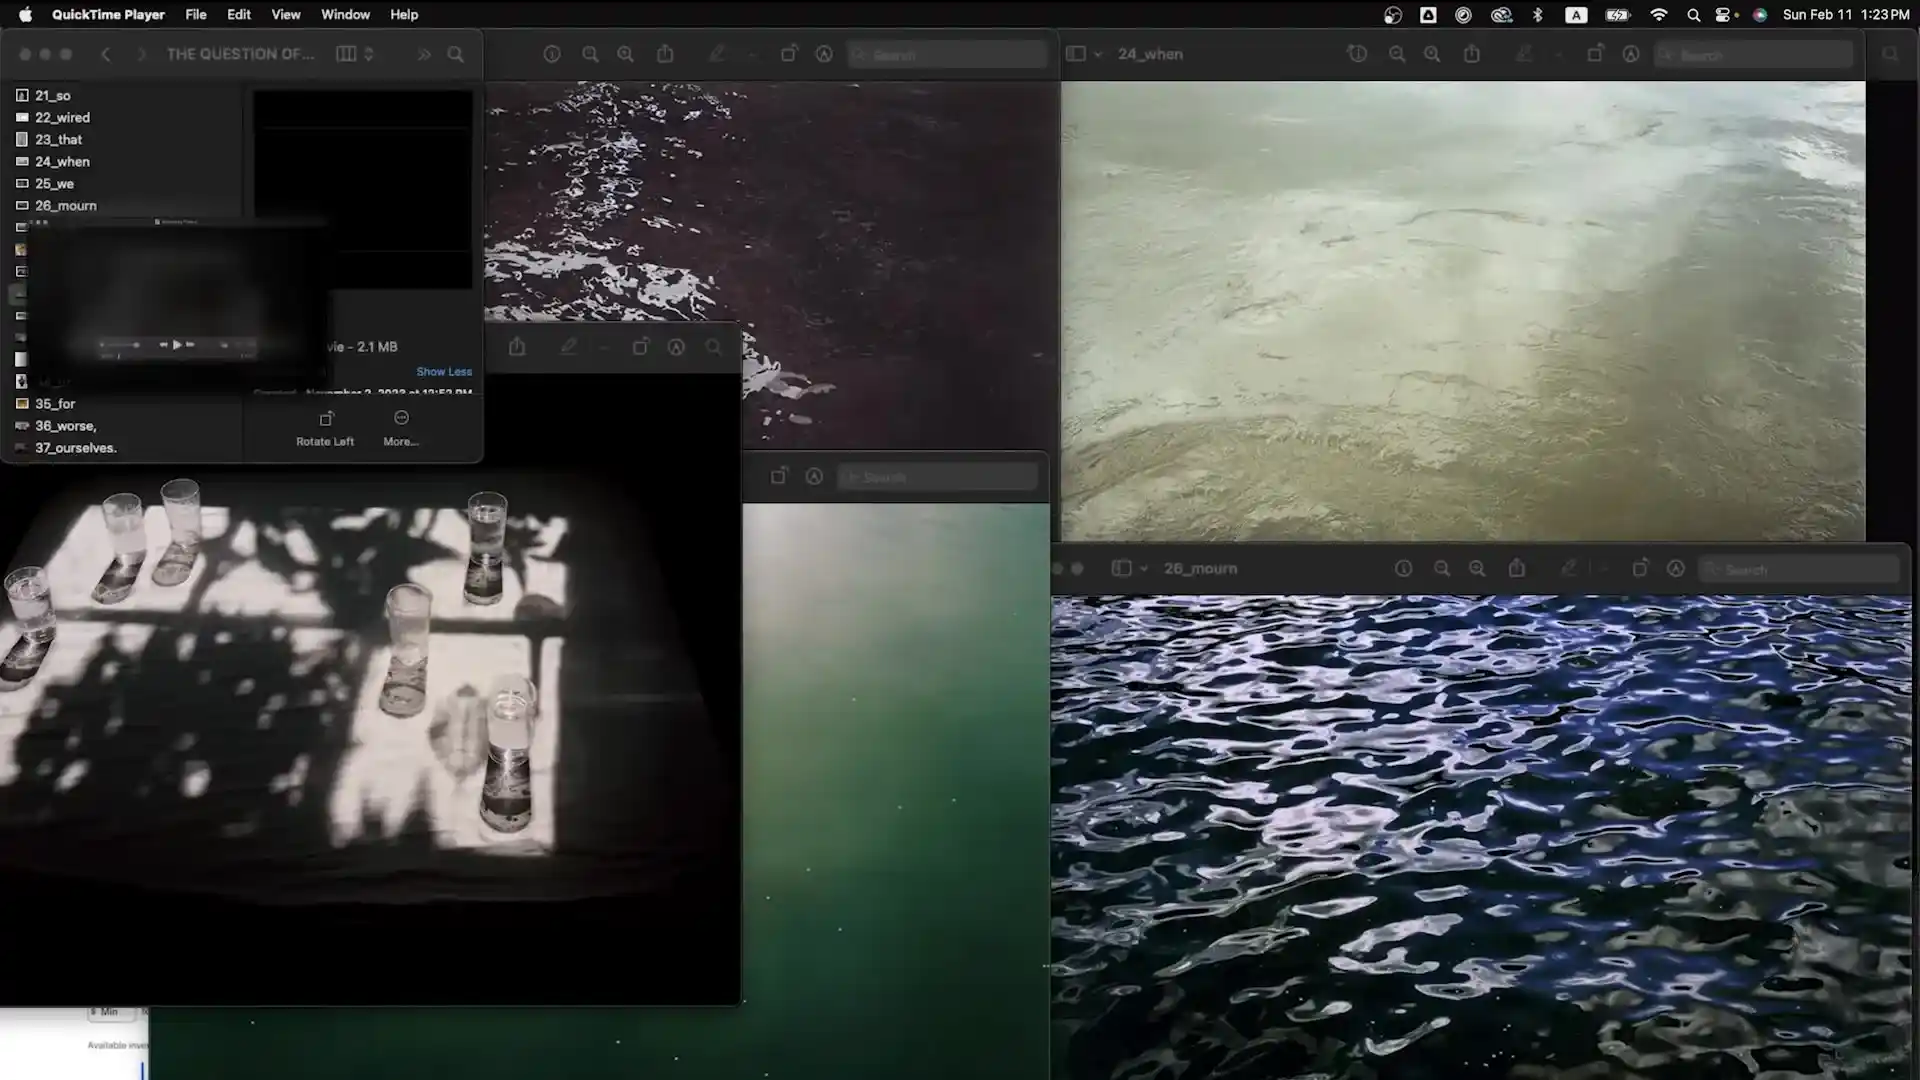 QuickTime Player File Edit View Window Help
A
Sun Feb 11 1:23 PM
THE QUESTION OF...
Search
24_when
Search
21_so
22_wired
23_that
24_when
25_we
26_mourn
vie - 2.1 MB
Show Less
35_for
36_worse,
37_ourselves.
Rotate Left
More...
Search
26_mourn
Search
Min
Available inve